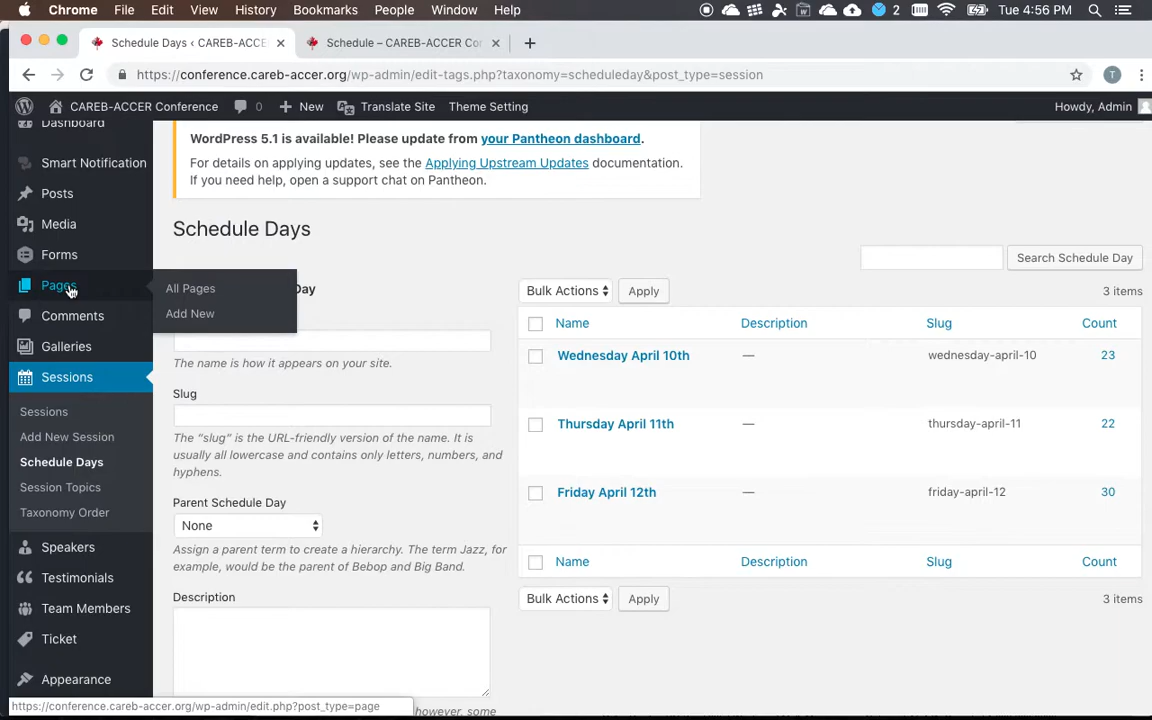 Chrome File Edit View History Bookmarks People Window Help 2 Tue 4:56 PM
Schedule Days ‹ CAREB-ACCE
Schedule – CAREB-ACCER Co
https://conference.careb-accer.org/wp-admin/edit-tags.php?taxonomy=scheduleday&post_type=session T
CAREB-ACCER Conference 0 New Translate Site Theme Setting Howdy, Admin
Dashboard
Smart Notification
Posts
Media
Forms
Pages
All Pages
Add New
Comments
Galleries
Sessions
Sessions
Add New Session
Schedule Days
Session Topics
Taxonomy Order
Speakers
Testimonials
Team Members
Ticket
Appearance
WordPress 5.1 is available! Please update from your Pantheon dashboard.
For details on applying updates, see the Applying Upstream Updates documentation.
If you need help, open a support chat on Pantheon.
Schedule Days
Search Schedule Day
Day
The name is how it appears on your site.
Slug
The “slug” is the URL-friendly version of the name. It is
usually all lowercase and contains only letters, numbers, and
hyphens.
Parent Schedule Day
None
Assign a parent term to create a hierarchy. The term Jazz, for
example, would be the parent of Bebop and Big Band.
Description
however, some
Bulk Actions Apply 3 items
Name Description Slug Count
Wednesday April 10th — wednesday-april-10 23
Thursday April 11th — thursday-april-11 22
Friday April 12th — friday-april-12 30
Name Description Slug Count
Bulk Actions Apply 3 items
https://conference.careb-accer.org/wp-admin/edit.php?post_type=page